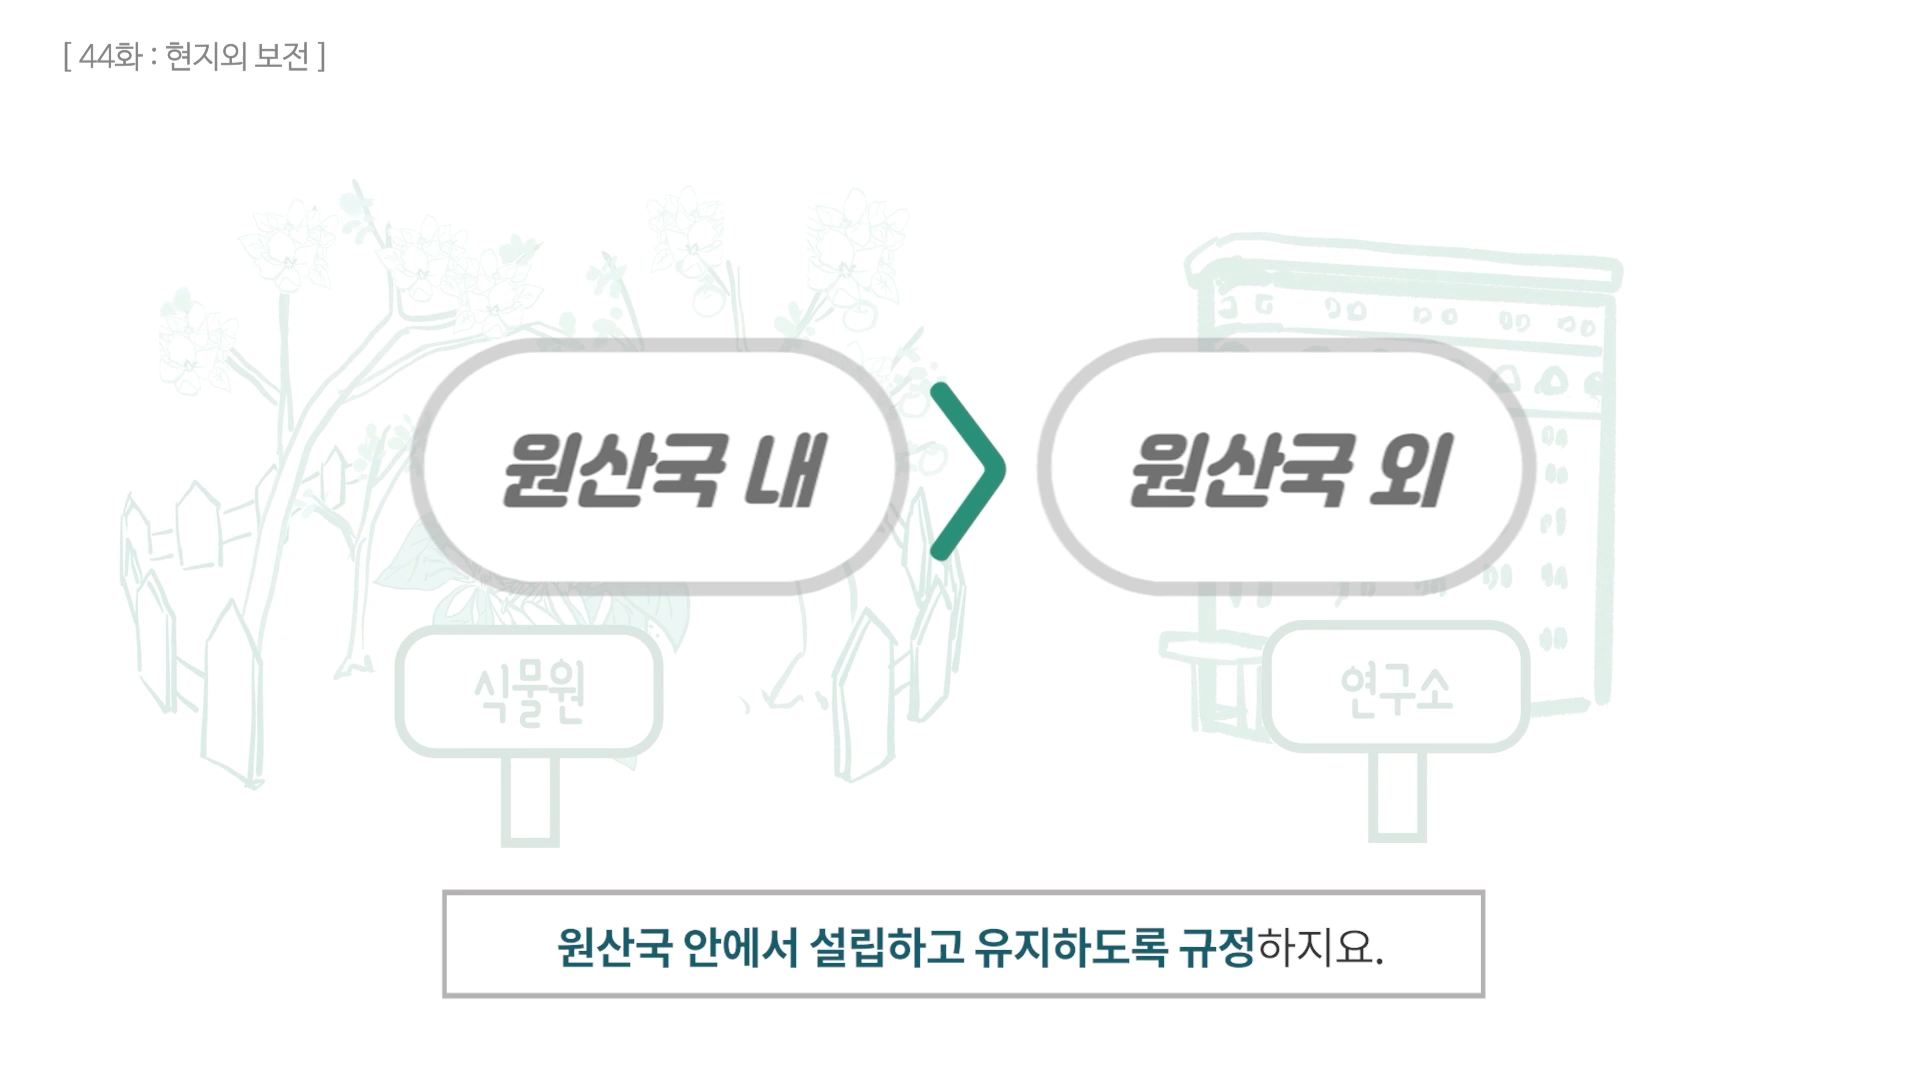 [ 44화 : 현지외 보전 ]
원산국 내
원산국 외
식물원
연구소
원산국 안에서 설립하고 유지하도록 규정하지요.